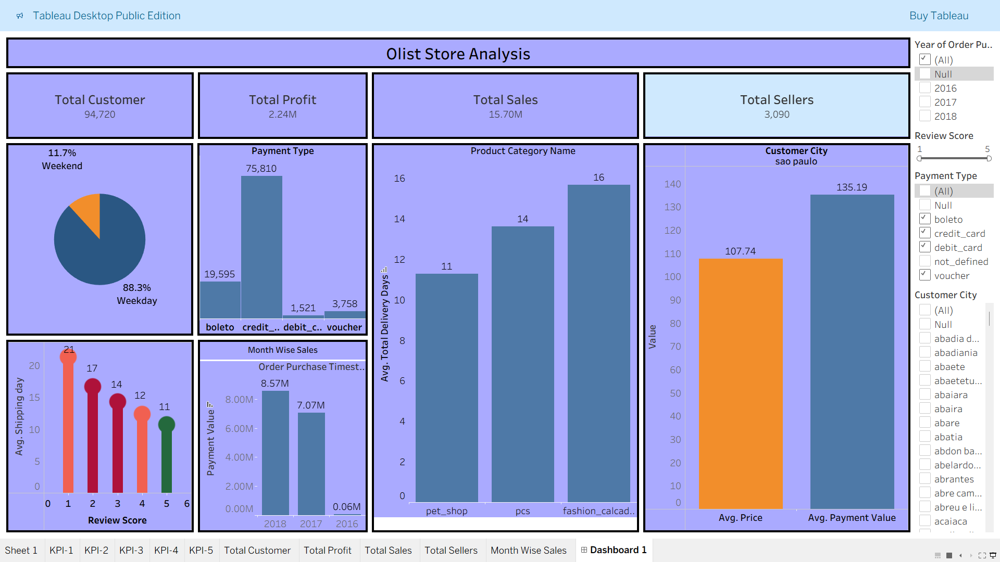 Tableau Desktop Public Edition
Buy Tableau
Olist Store Analysis
Total Customer
94,720
Total Profit
2.24M
Total Sales
15.70M
Total Sellers
3,090
11.7%
Weekend
88.3%
Weekday
Payment Type
75,810
19,595
1,521
3,758
boleto credit_.. debit_c.. voucher
Product Category Name
16
14
12
10
8
6
4
2
0
Avg. Total Delivery Days
11
14
16
pet_shop pcs fashion_calcad..
Customer City
sao paulo
140
130
120
110
100
90
80
70
60
50
40
30
20
10
0
Value
107.74
135.19
Avg. Price Avg. Payment Value
20
15
10
5
0
Avg. Shipping day
21
17
14
12
11
0 1 2 3 4 5 6
Review Score
Month Wise Sales
Order Purchase Timest..
8.57M
7.07M
0.06M
8.00M
6.00M
4.00M
2.00M
0.00M
Payment Value
2018 2017 2016
Year of Order Pu..
(All)
Null
2016
2017
2018
Review Score
1 5
Payment Type
(All)
Null
boleto
credit_card
debit_card
not_defined
voucher
Customer City
(All)
Null
abadia d...
abadiania
abaete
abaetetu...
abaiara
abaira
abare
abatia
abdon ba...
abelardo...
abrantes
abre cam...
abreu e li...
acaiaca
Sheet 1 KPI-1 KPI-2 KPI-3 KPI-4 KPI-5 Total Customer Total Profit Total Sales Total Sellers Month Wise Sales Dashboard 1